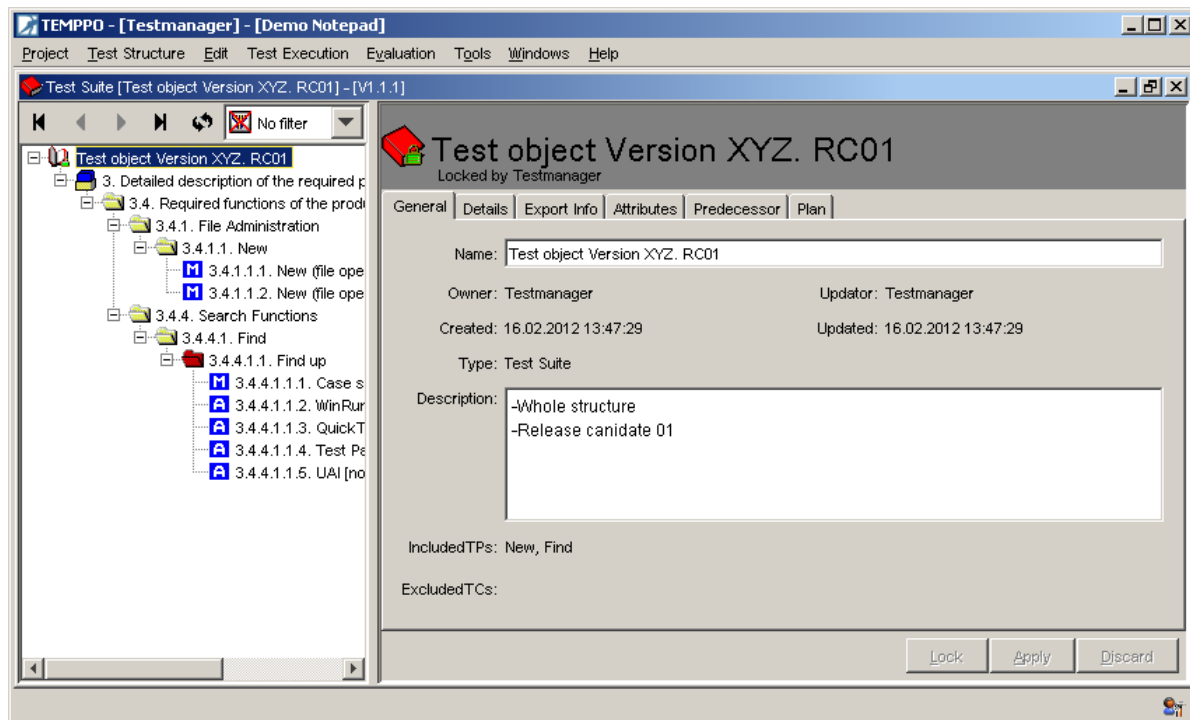 TEMPPO - [Testmanager] - [Demo Notepad]
Project Test Structure Edit Test Execution Evaluation Tools Windows Help
Test Suite [Test object Version XYZ. RC01] - [V1.1.1]
No filter
Test object Version XYZ. RC01
3. Detailed description of the required p
3.4. Required functions of the produ
3.4.1. File Administration
3.4.1.1. New
M 3.4.1.1.1. New (file ope
M 3.4.1.1.2. New (file ope
3.4.4. Search Functions
3.4.4.1. Find
3.4.4.1.1. Find up
M 3.4.4.1.1.1. Case s
A 3.4.4.1.1.2. WinRur
A 3.4.4.1.1.3. QuickT
A 3.4.4.1.1.4. Test Pa
A 3.4.4.1.1.5. UAI [no
Test object Version XYZ. RC01
Locked by Testmanager
General Details Export Info Attributes Predecessor Plan
Name: Test object Version XYZ. RC01
Owner: Testmanager Updator: Testmanager
Created: 16.02.2012 13:47:29 Updated: 16.02.2012 13:47:29
Type: Test Suite
Description: -Whole structure
-Release canidate 01
IncludedTPs: New, Find
ExcludedTCs:
Lock Apply Discard